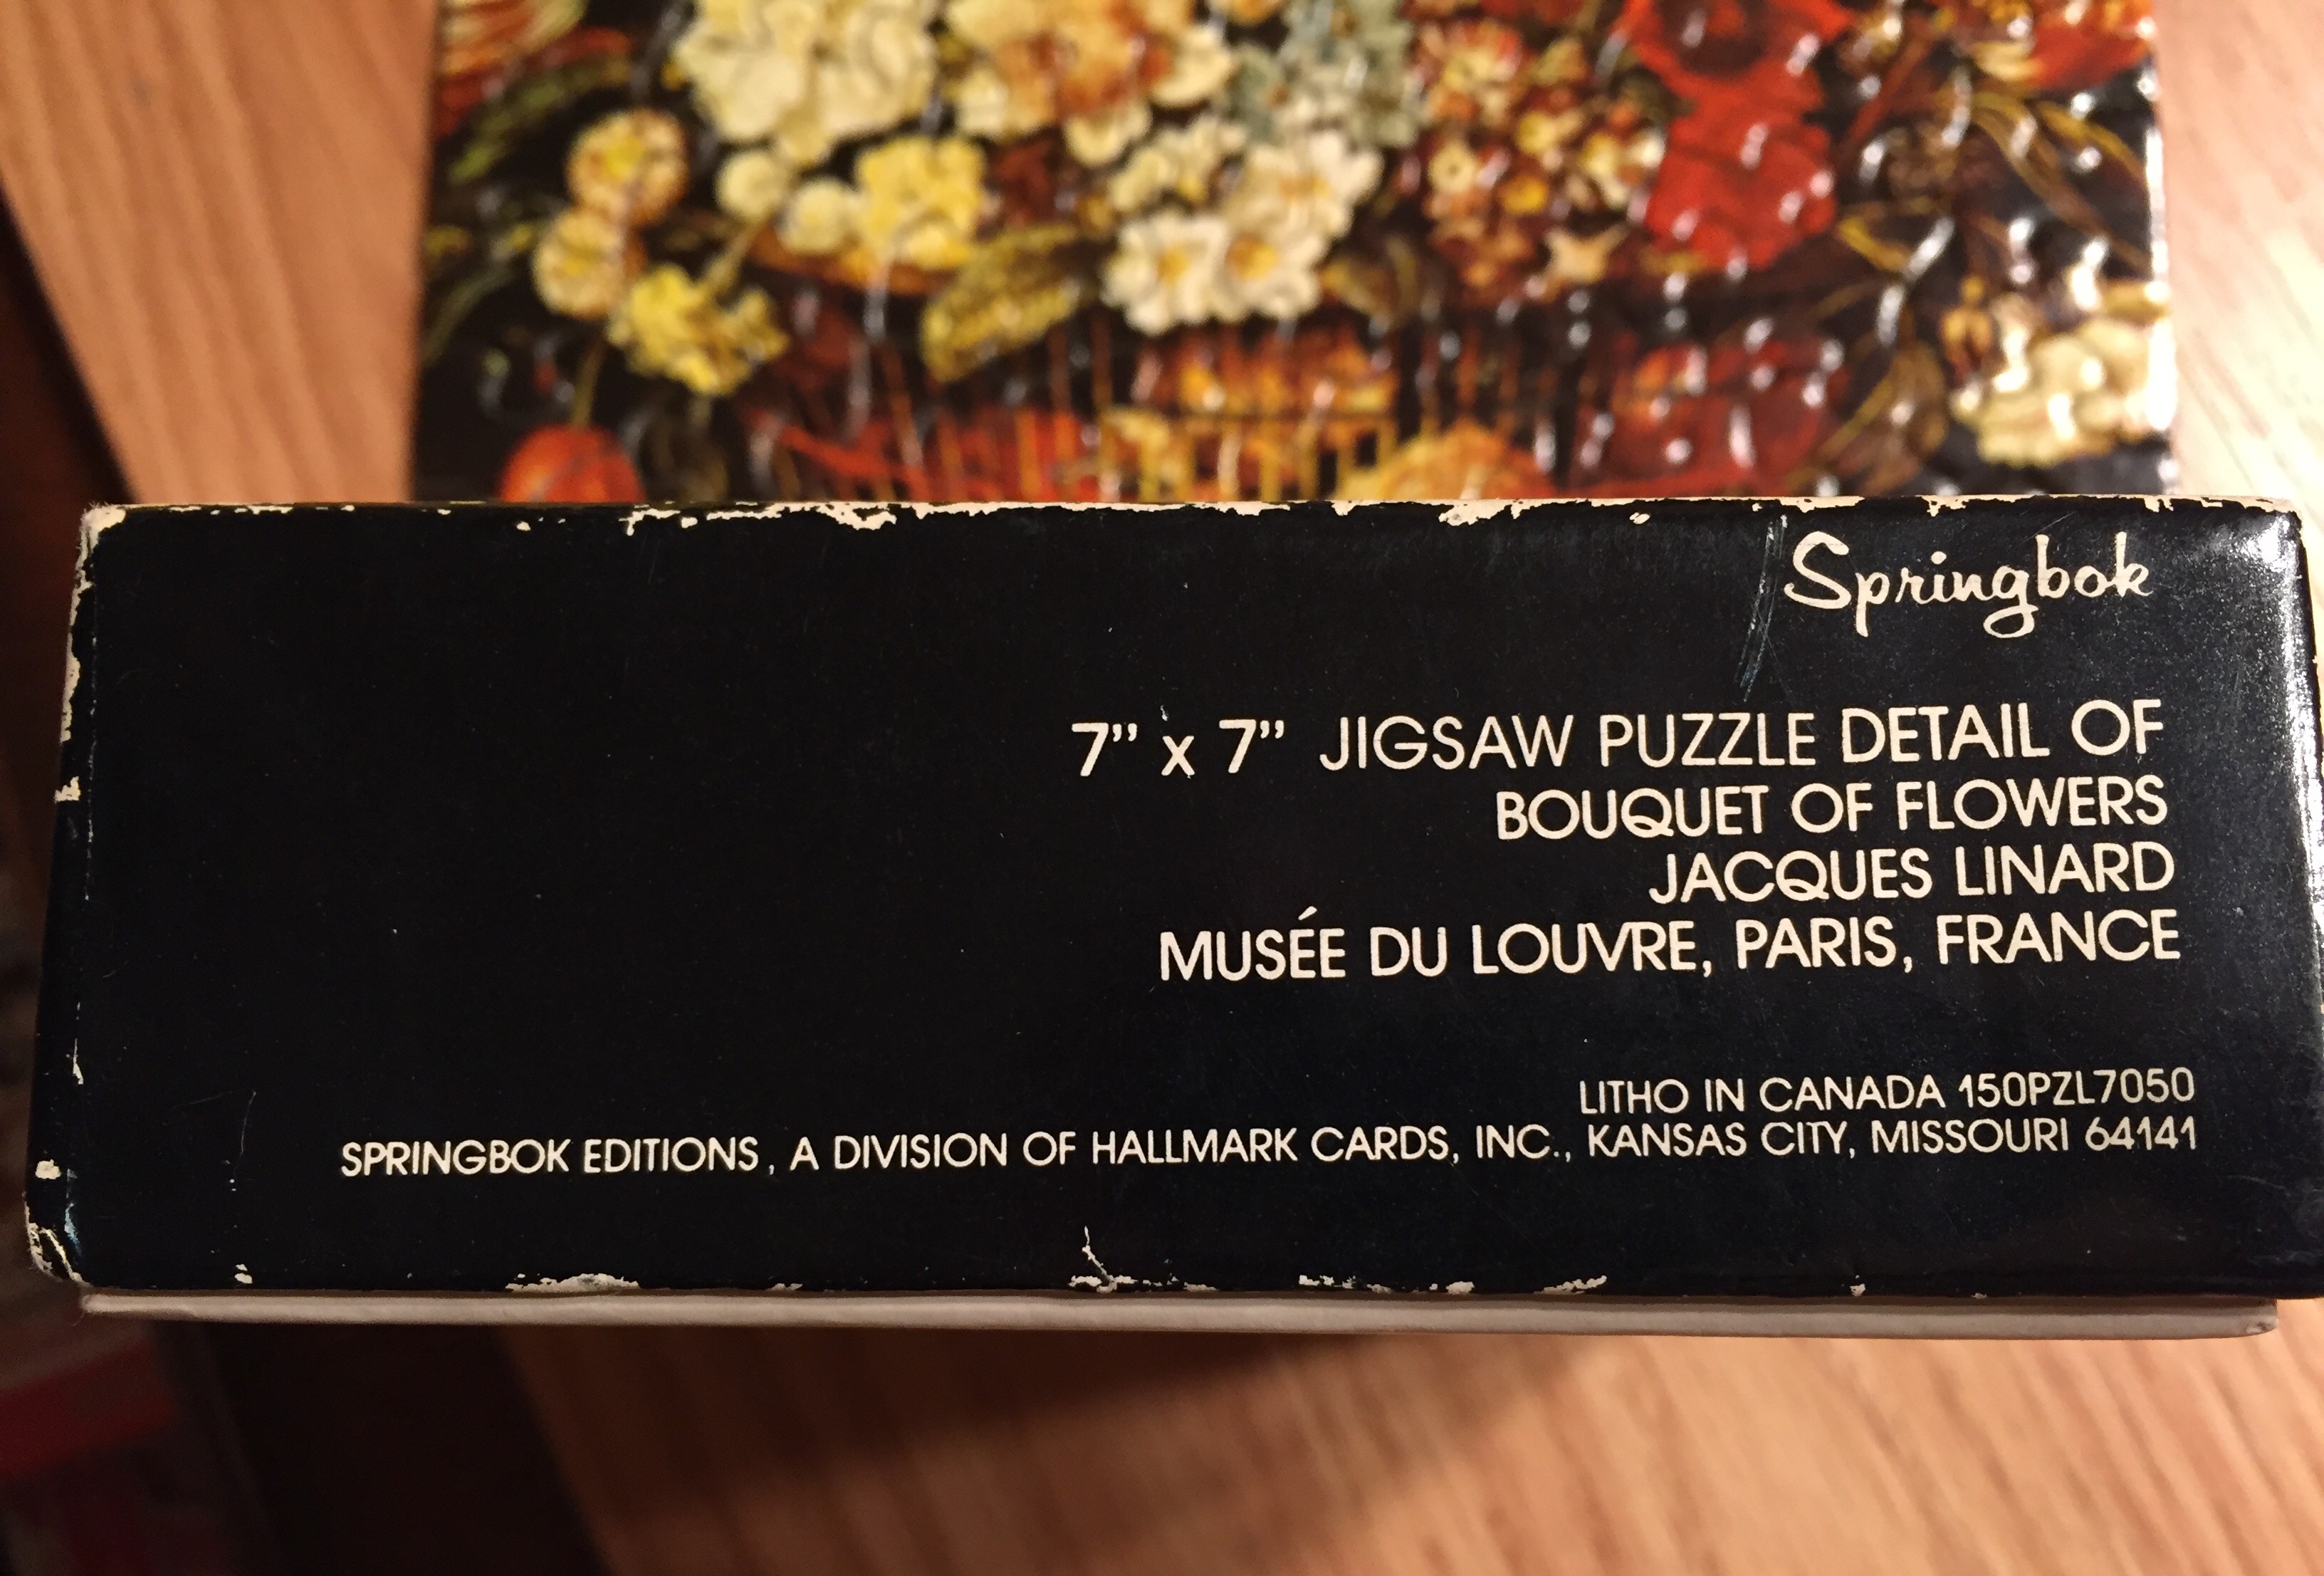 Springbok
7" x 7" JIGSAW PUZZLE DETAIL OF
BOUQUET OF FLOWERS
JACQUES LINARD
MUSÉE DU LOUVRE, PARIS, FRANCE
LITHO IN CANADA 150PZL7050
SPRINGBOK EDITIONS, A DIVISION OF HALLMARK CARDS, INC., KANSAS CITY, MISSOURI 64141